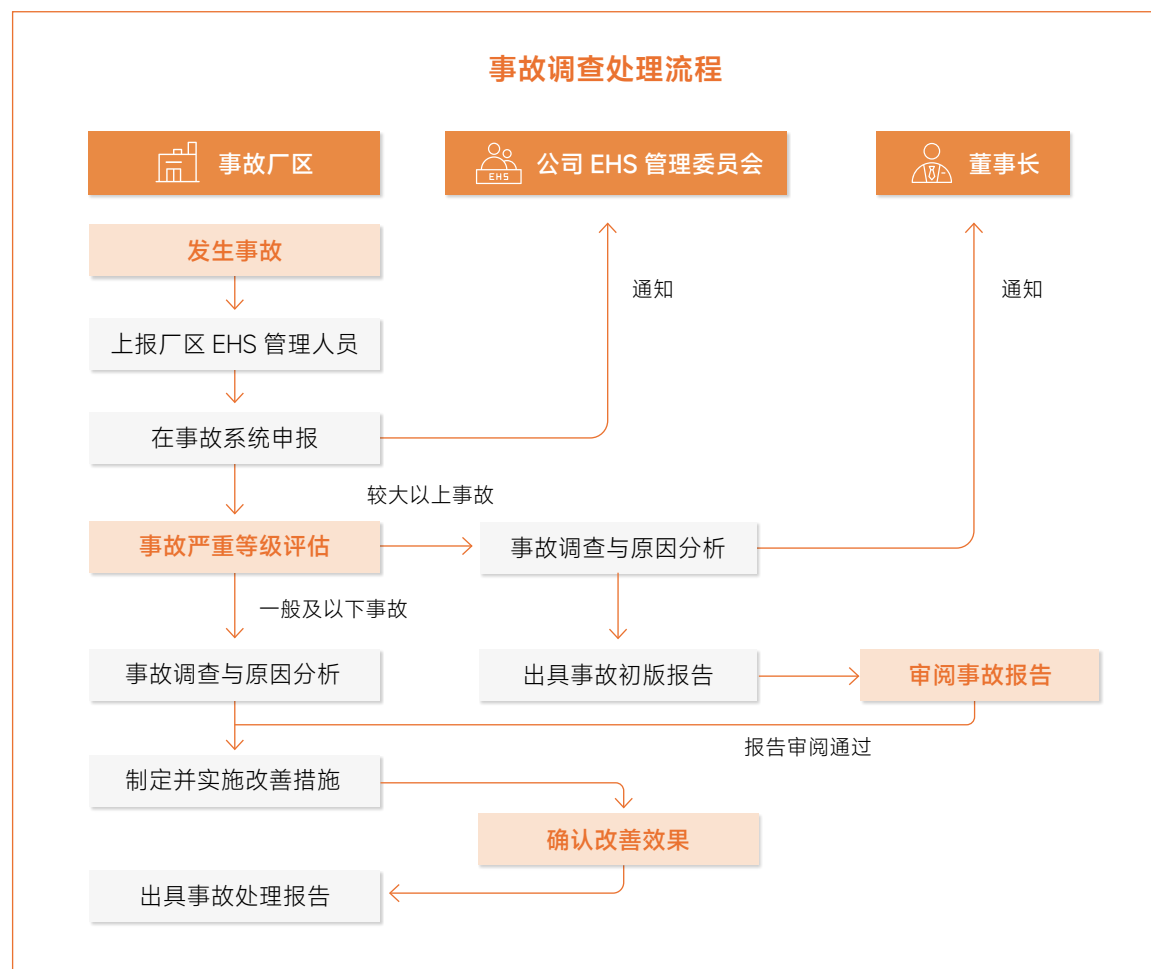 事故调查处理流程
事故厂区
EHS
公司 EHS 管理委员会
董事长
发生事故
通知
通知
上报厂区 EHS 管理人员
在事故系统申报
较大以上事故
事故严重等级评估
事故调查与原因分析
一般及以下事故
事故调查与原因分析
出具事故初版报告
审阅事故报告
报告审阅通过
制定并实施改善措施
确认改善效果
出具事故处理报告